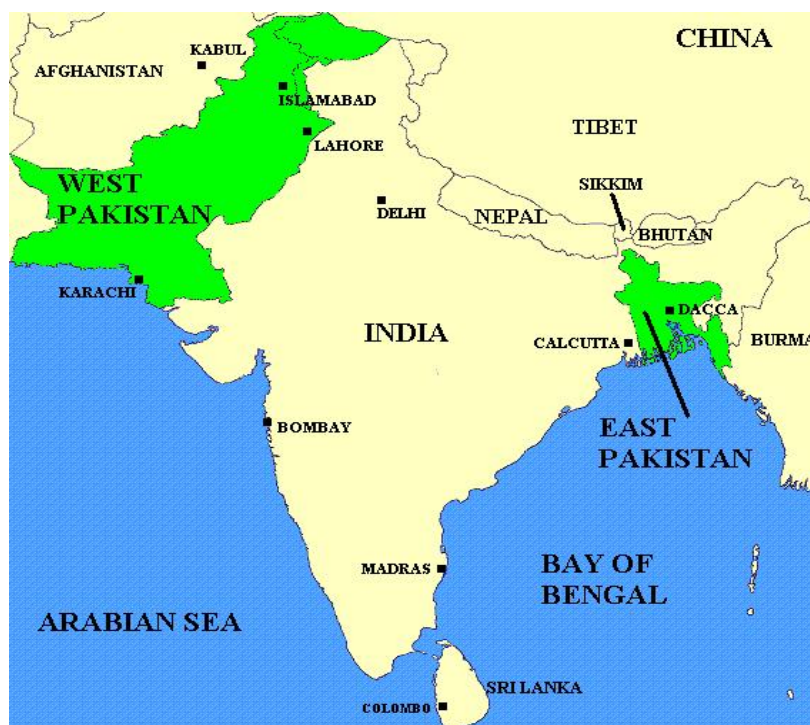 CHINA
KABUL
AFGHANISTAN
ISLAMABAD
TIBET
LAHORE
WEST
PAKISTAN
SIKKIM
DELHI
NEPAL
BHUTAN
KARACHI
DACCA
INDIA
CALCUTTA
BURMA
BOMBAY
EAST
PAKISTAN
MADRAS
BAY OF
BENGAL
ARABIAN SEA
SRI LANKA
COLOMBO